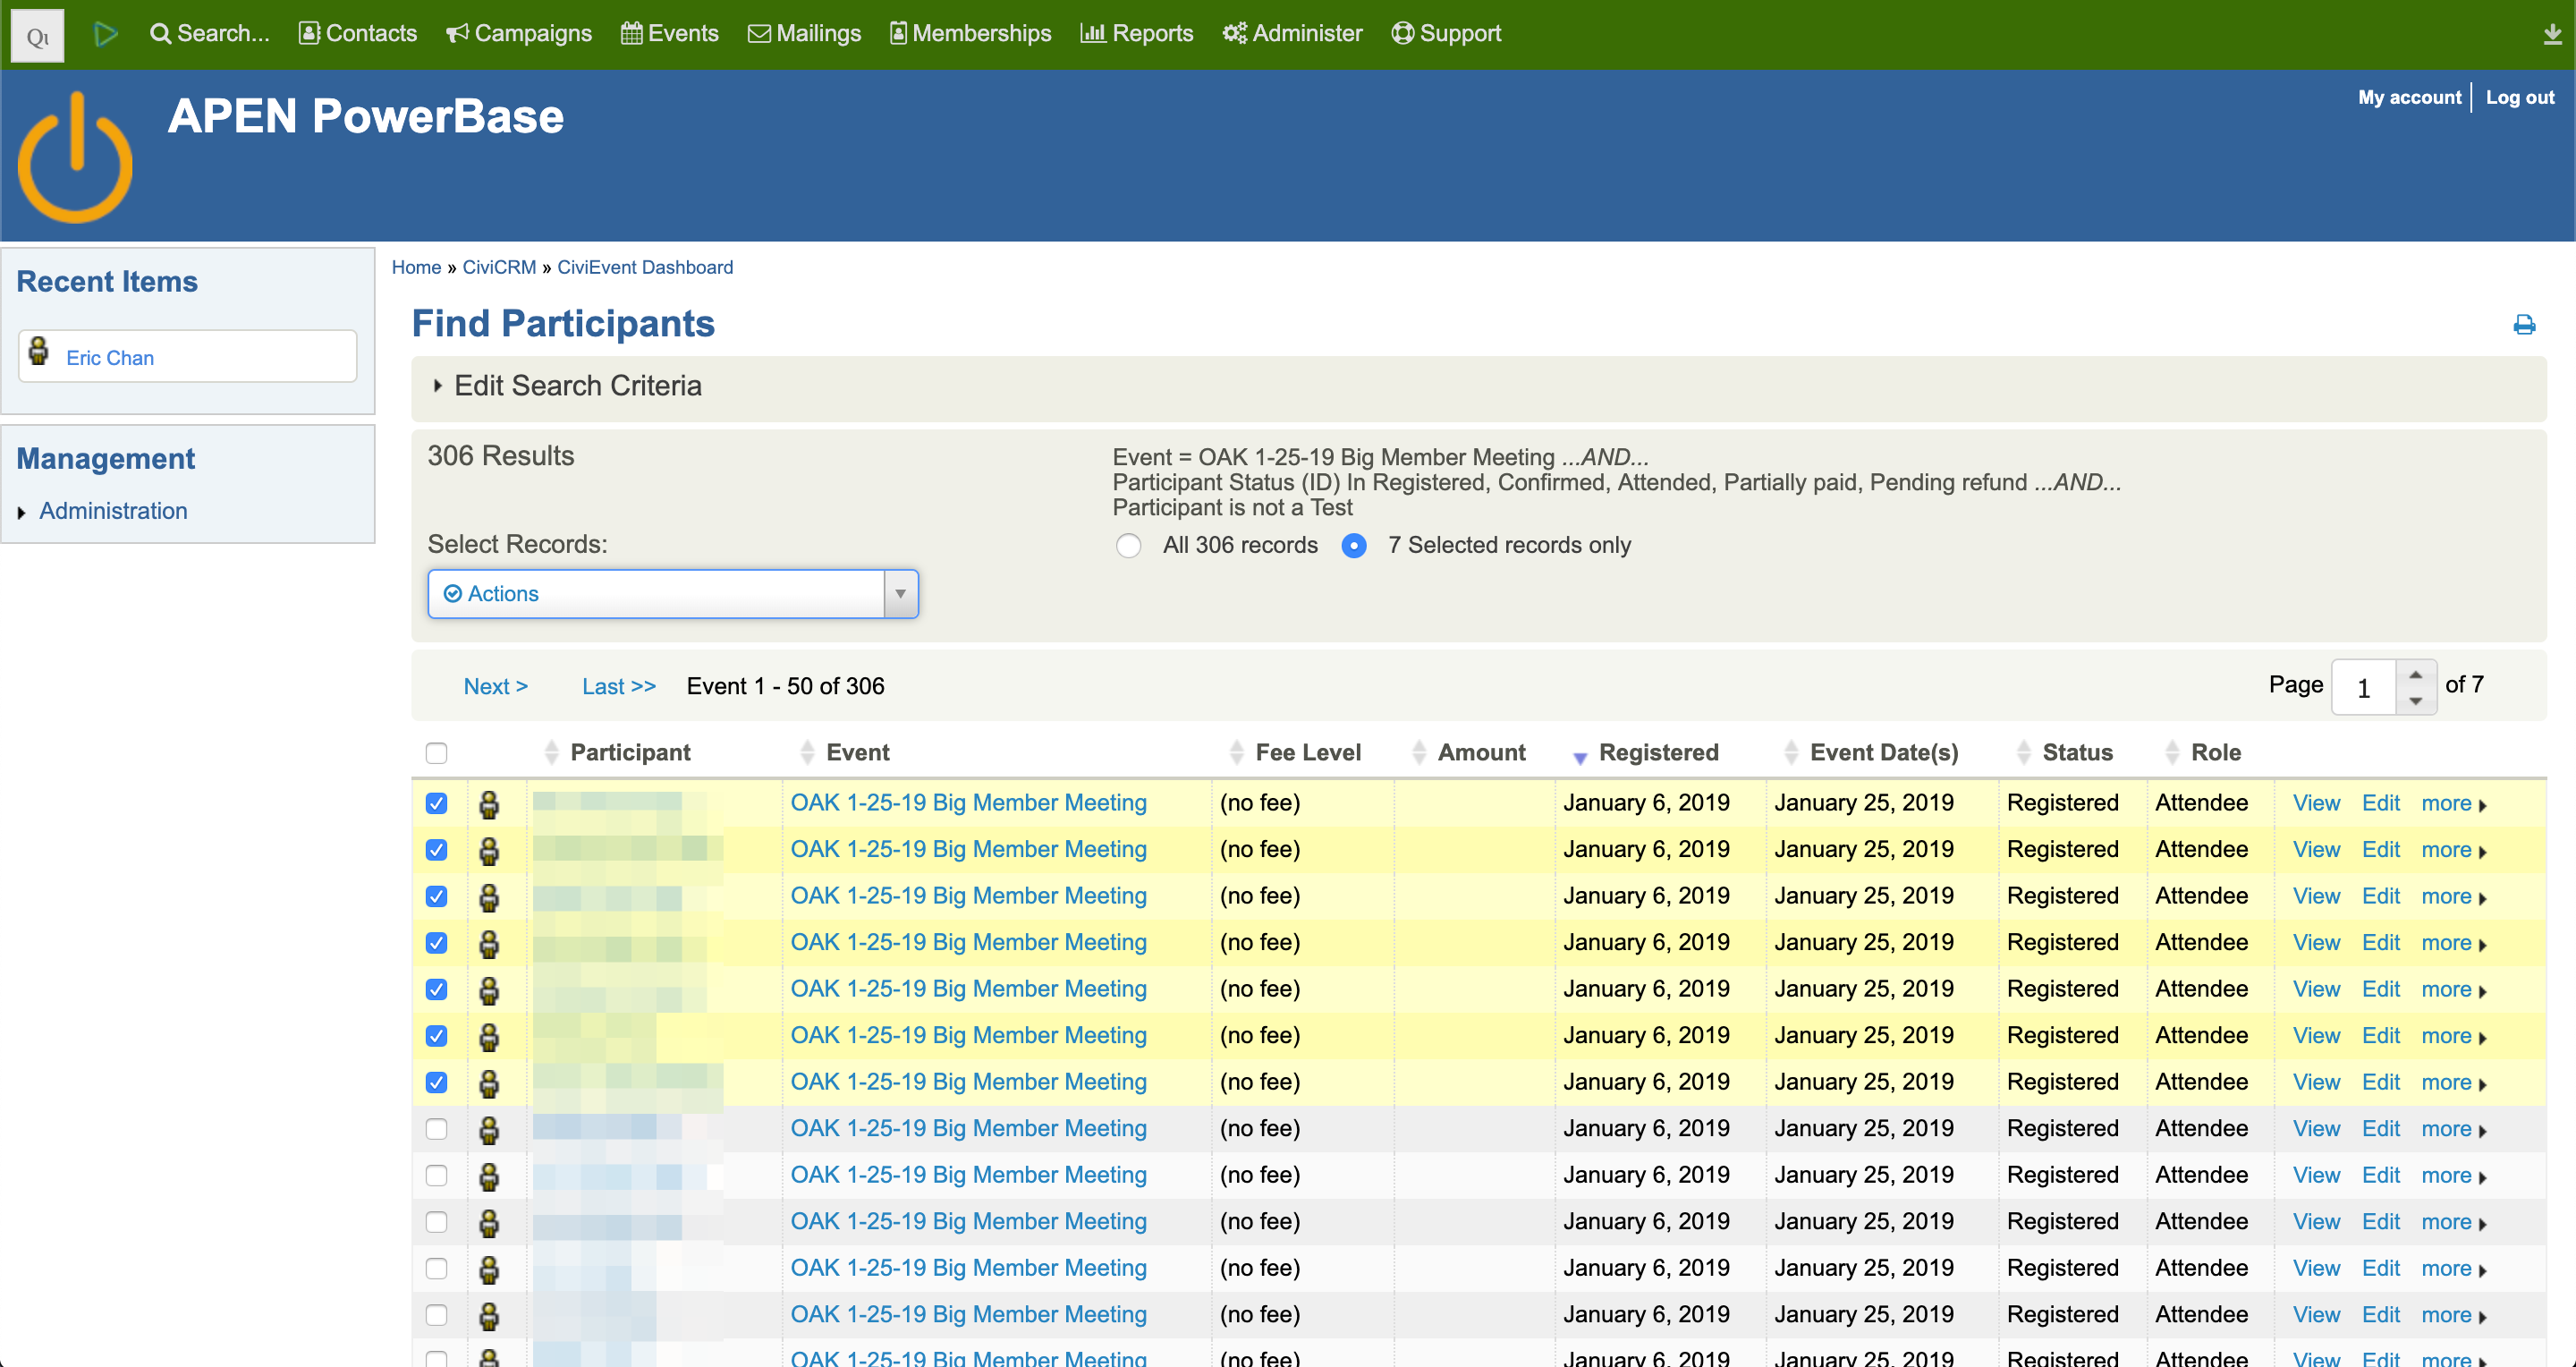 Qu
Search... Contacts Campaigns Events Mailings Memberships Reports Administer Support
APEN PowerBase
My account Log out
Recent Items
Eric Chan
Management
Administration
Home » CiviCRM » CiviEvent Dashboard
Find Participants
Edit Search Criteria
306 Results
Event = OAK 1-25-19 Big Member Meeting ...AND...
Participant Status (ID) In Registered, Confirmed, Attended, Partially paid, Pending refund ...AND...
Participant is not a Test
Select Records: All 306 records 7 Selected records only
Actions
Next > Last >> Event 1 - 50 of 306 Page 1 of 7
Participant Event Fee Level Amount Registered Event Date(s) Status Role
OAK 1-25-19 Big Member Meeting (no fee) January 6, 2019 January 25, 2019 Registered Attendee View Edit more
OAK 1-25-19 Big Member Meeting (no fee) January 6, 2019 January 25, 2019 Registered Attendee View Edit more
OAK 1-25-19 Big Member Meeting (no fee) January 6, 2019 January 25, 2019 Registered Attendee View Edit more
OAK 1-25-19 Big Member Meeting (no fee) January 6, 2019 January 25, 2019 Registered Attendee View Edit more
OAK 1-25-19 Big Member Meeting (no fee) January 6, 2019 January 25, 2019 Registered Attendee View Edit more
OAK 1-25-19 Big Member Meeting (no fee) January 6, 2019 January 25, 2019 Registered Attendee View Edit more
OAK 1-25-19 Big Member Meeting (no fee) January 6, 2019 January 25, 2019 Registered Attendee View Edit more
OAK 1-25-19 Big Member Meeting (no fee) January 6, 2019 January 25, 2019 Registered Attendee View Edit more
OAK 1-25-19 Big Member Meeting (no fee) January 6, 2019 January 25, 2019 Registered Attendee View Edit more
OAK 1-25-19 Big Member Meeting (no fee) January 6, 2019 January 25, 2019 Registered Attendee View Edit more
OAK 1-25-19 Big Member Meeting (no fee) January 6, 2019 January 25, 2019 Registered Attendee View Edit more
OAK 1-25-19 Big Member Meeting (no fee) January 6, 2019 January 25, 2019 Registered Attendee View Edit more
OAK 1-25-19 Big Member Meeting (no fee) January 6, 2019 January 25, 2019 Registered Attendee View Edit more